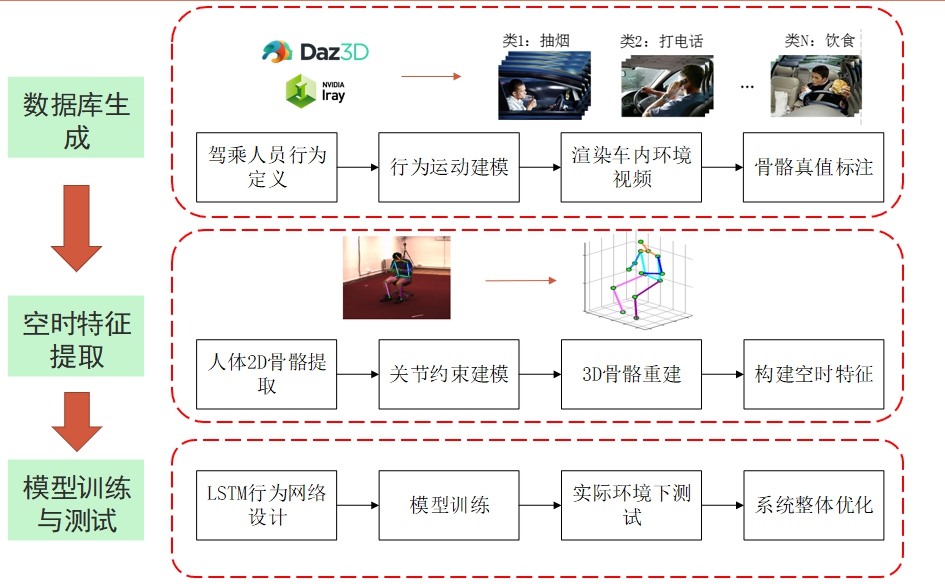 Daz3D
NVIDIA
Iray
类1：抽烟
类2：打电话
...
类N：饮食
数据库生
成
驾乘人员行为
定义
行为运动建模
渲染车内环境
视频
骨骼真值标注
空时特征
提取
人体2D骨骼提
取
关节约束建模
3D骨骼重建
构建空时特征
模型训练
与测试
LSTM行为网络
设计
模型训练
实际环境下测
试
系统整体优化